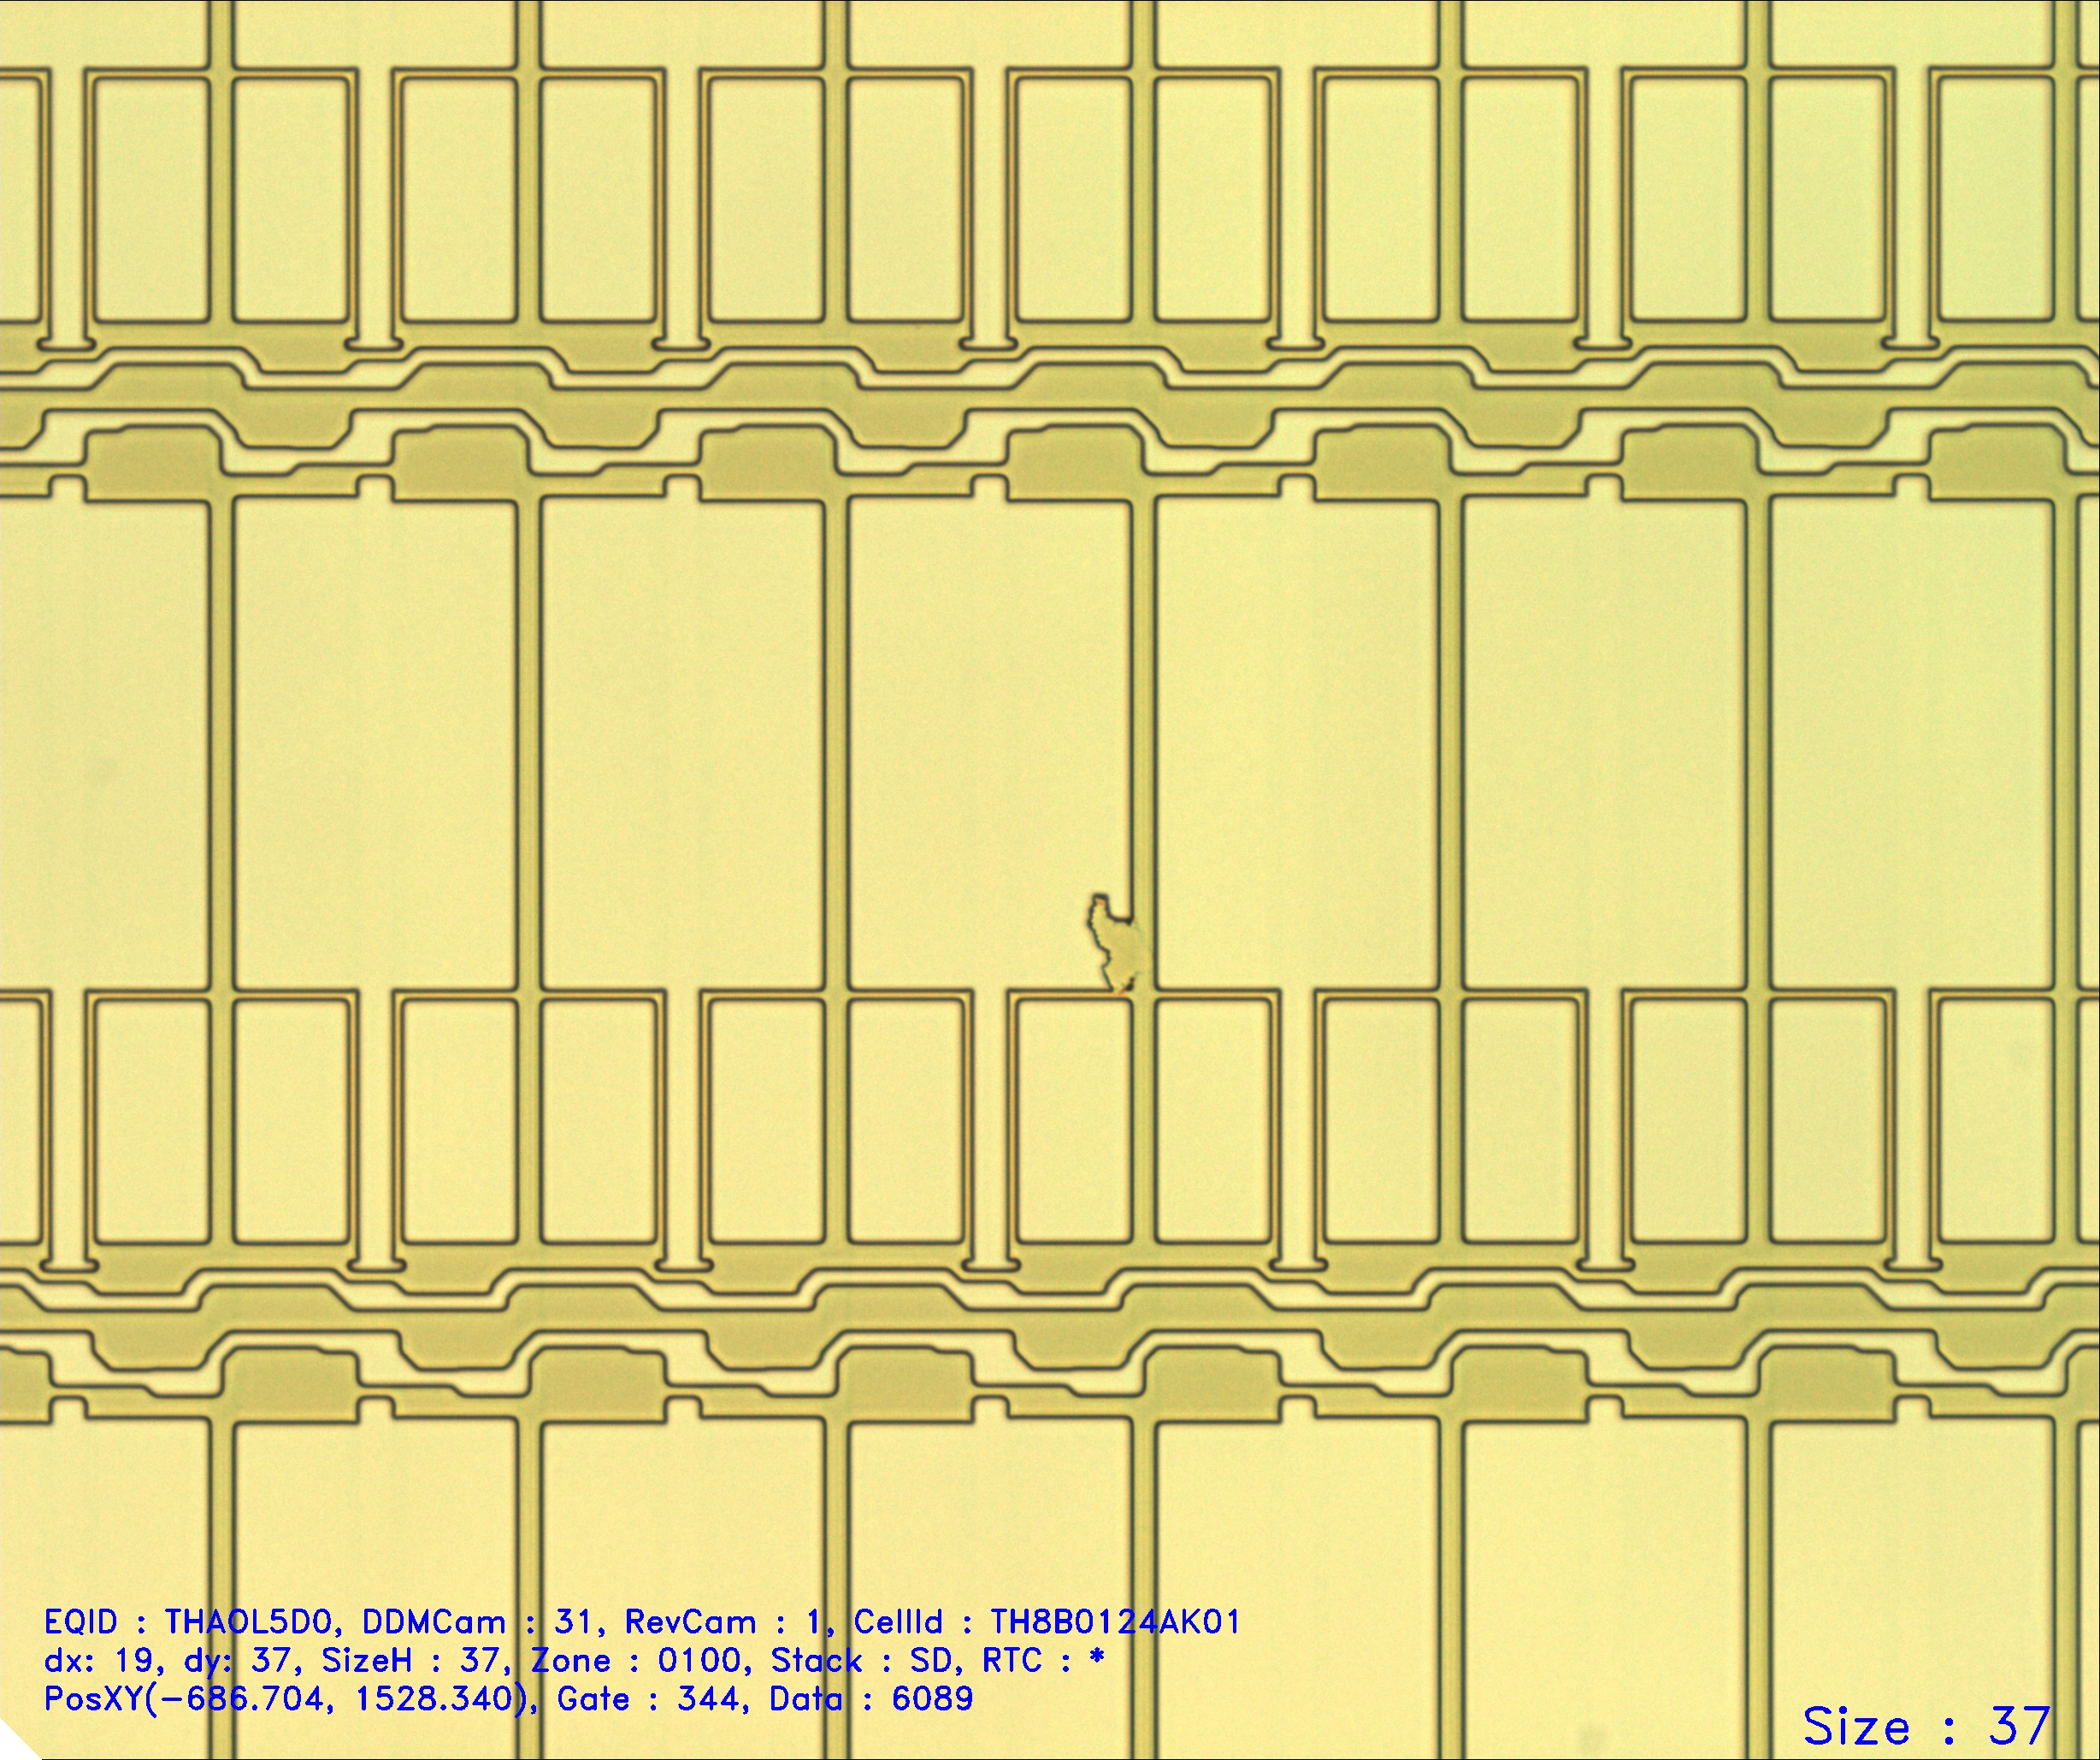 EQID : THA0L5D0, DDMCam : 31, RevCam : 1, CellId : TH8B0124AK01
dx: 19, dy: 37, SizeH : 37, Zone : 0100, Stack : SD, RTC : *
PosXY(-686.704, 1528.340), Gate : 344, Data : 6089
Size : 37